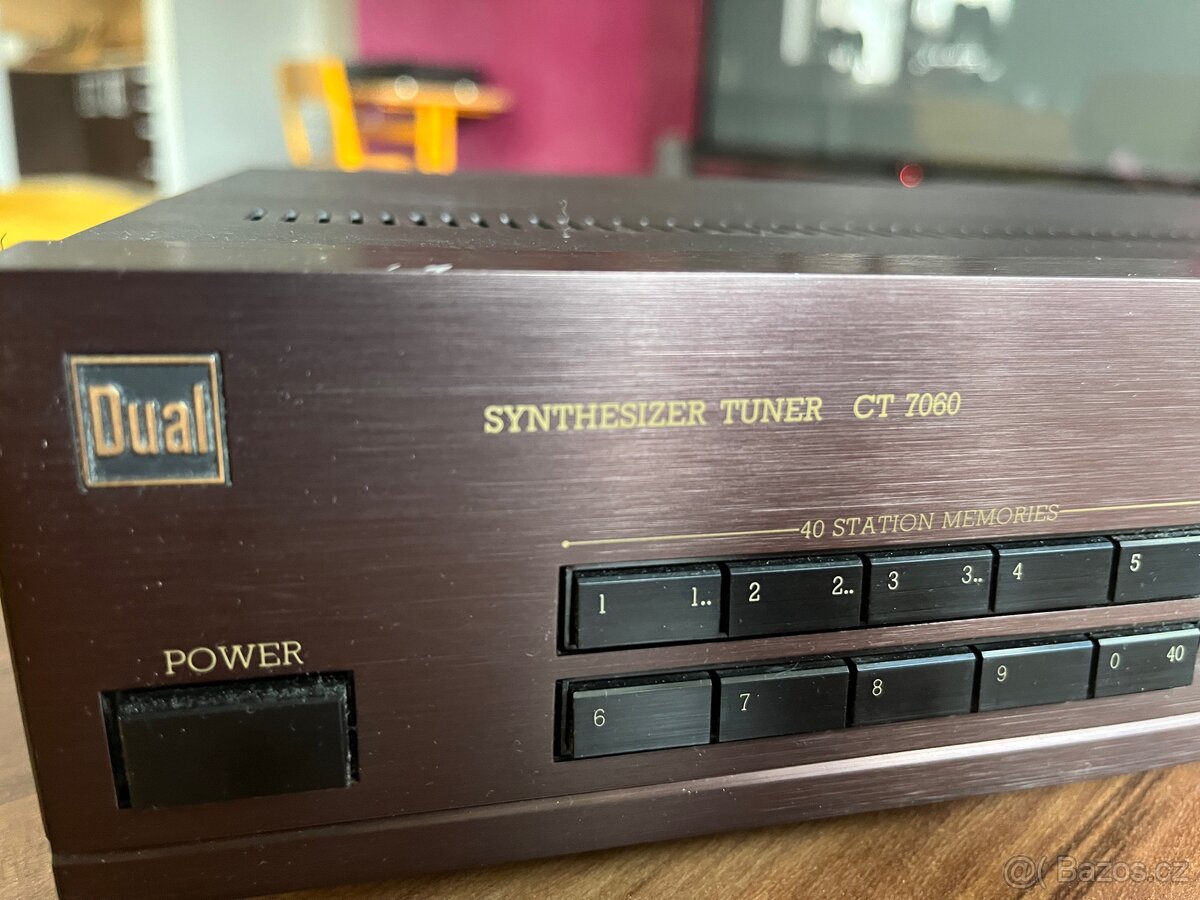 Dual
SYNTHESIZER TUNER CT 7060
40 STATION MEMORIES
1 1.. 2 2.. 3 3.. 4 5
POWER
6 7 8 9 0 40
@( Bazos.cz